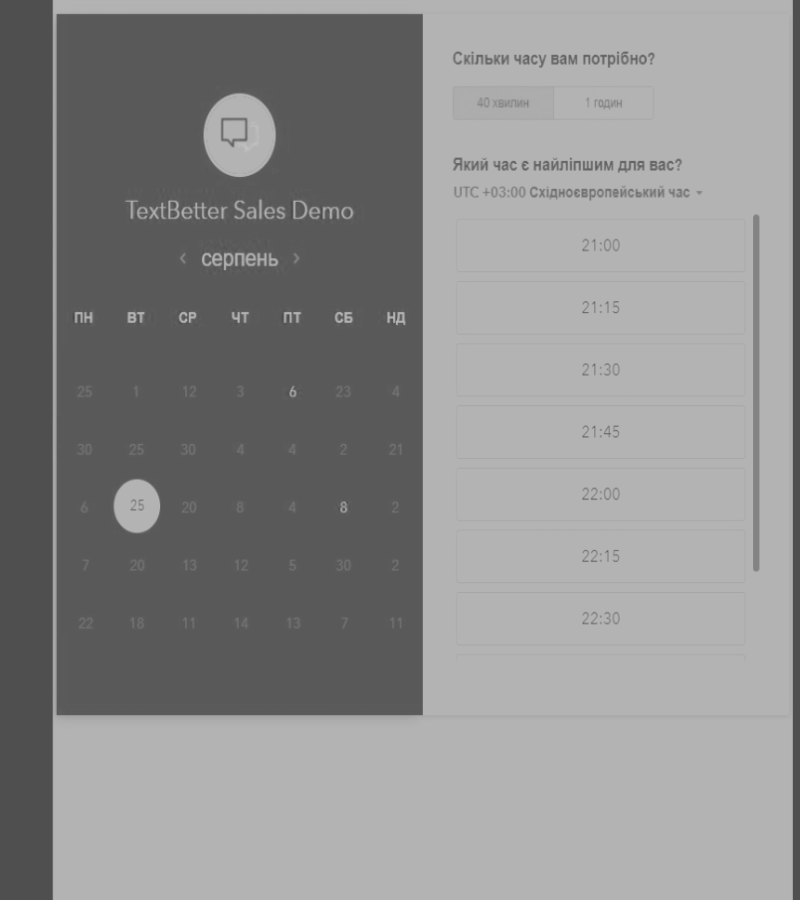 TextBetter Sales Demo
серпень
ПН ВТ СР ЧТ ПТ СБ НД
25 1 12 3 6 23 4
30 25 30 4 4 2 21
6 25 20 8 4 8 2
7 20 13 12 5 30 2
22 18 11 14 13 7 11
Скільки часу вам потрібно?
40 хвилин 1 годин
Який час є найліпшим для вас?
UTC +03:00 Східноєвропейський час
21:00
21:15
21:30
21:45
22:00
22:15
22:30